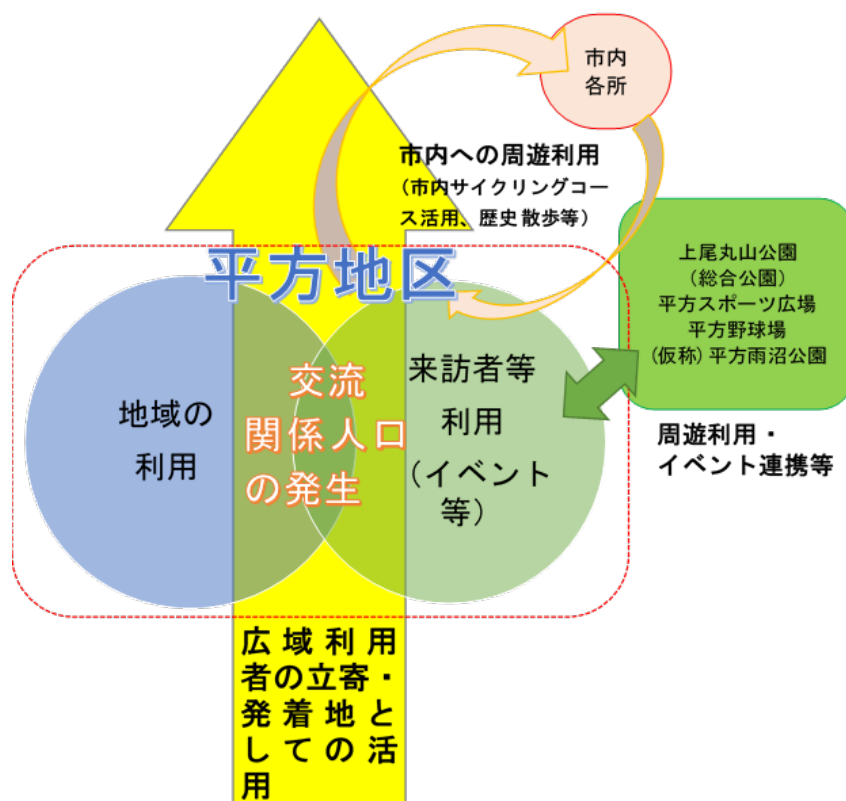 市内
各所
市内への周遊利用
（市内サイクリングコー
ス活用、歴史散歩等）
平方地区
上尾丸山公園
（総合公園）
平方スポーツ広場
平方野球場
（仮称）平方雨沼公園
地域の
利用
交流
関係人口
の発生
来訪者等
利用
（イベント
等）
周遊利用・
イベント連携等
広域利用
者の立寄・
発着地と
しての活
用